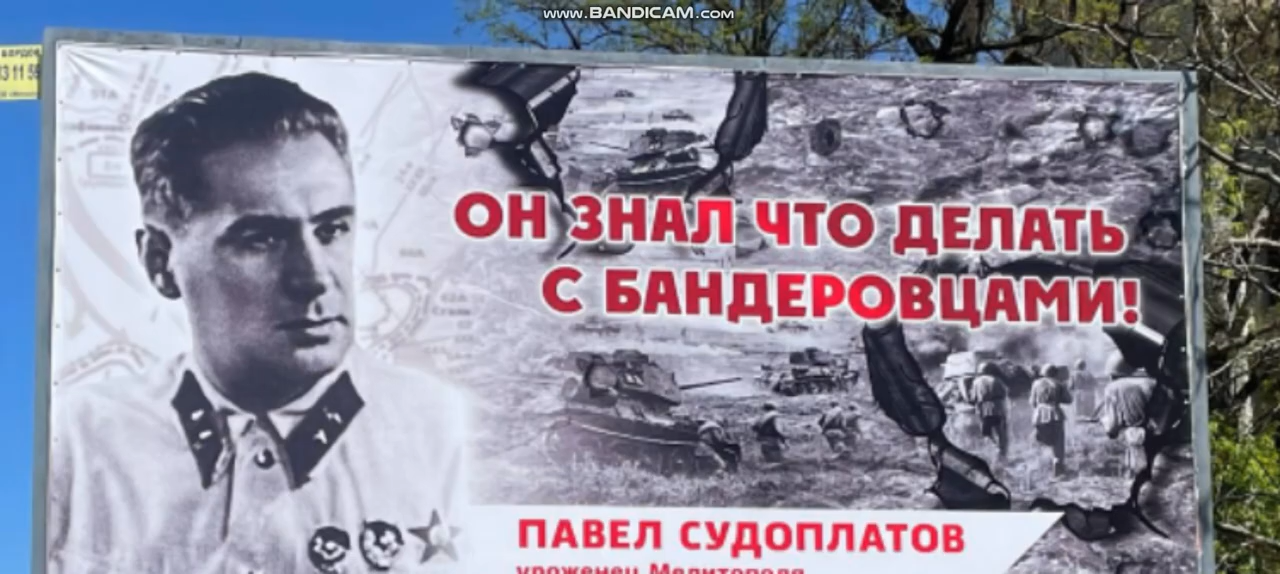 www.BANDICAM.com
ОН ЗНАЛ ЧТО ДЕЛАТЬ
С БАНДЕРОВЦАМИ!
ПАВЕЛ СУДОПЛАТОВ
уроженец Мелитополя